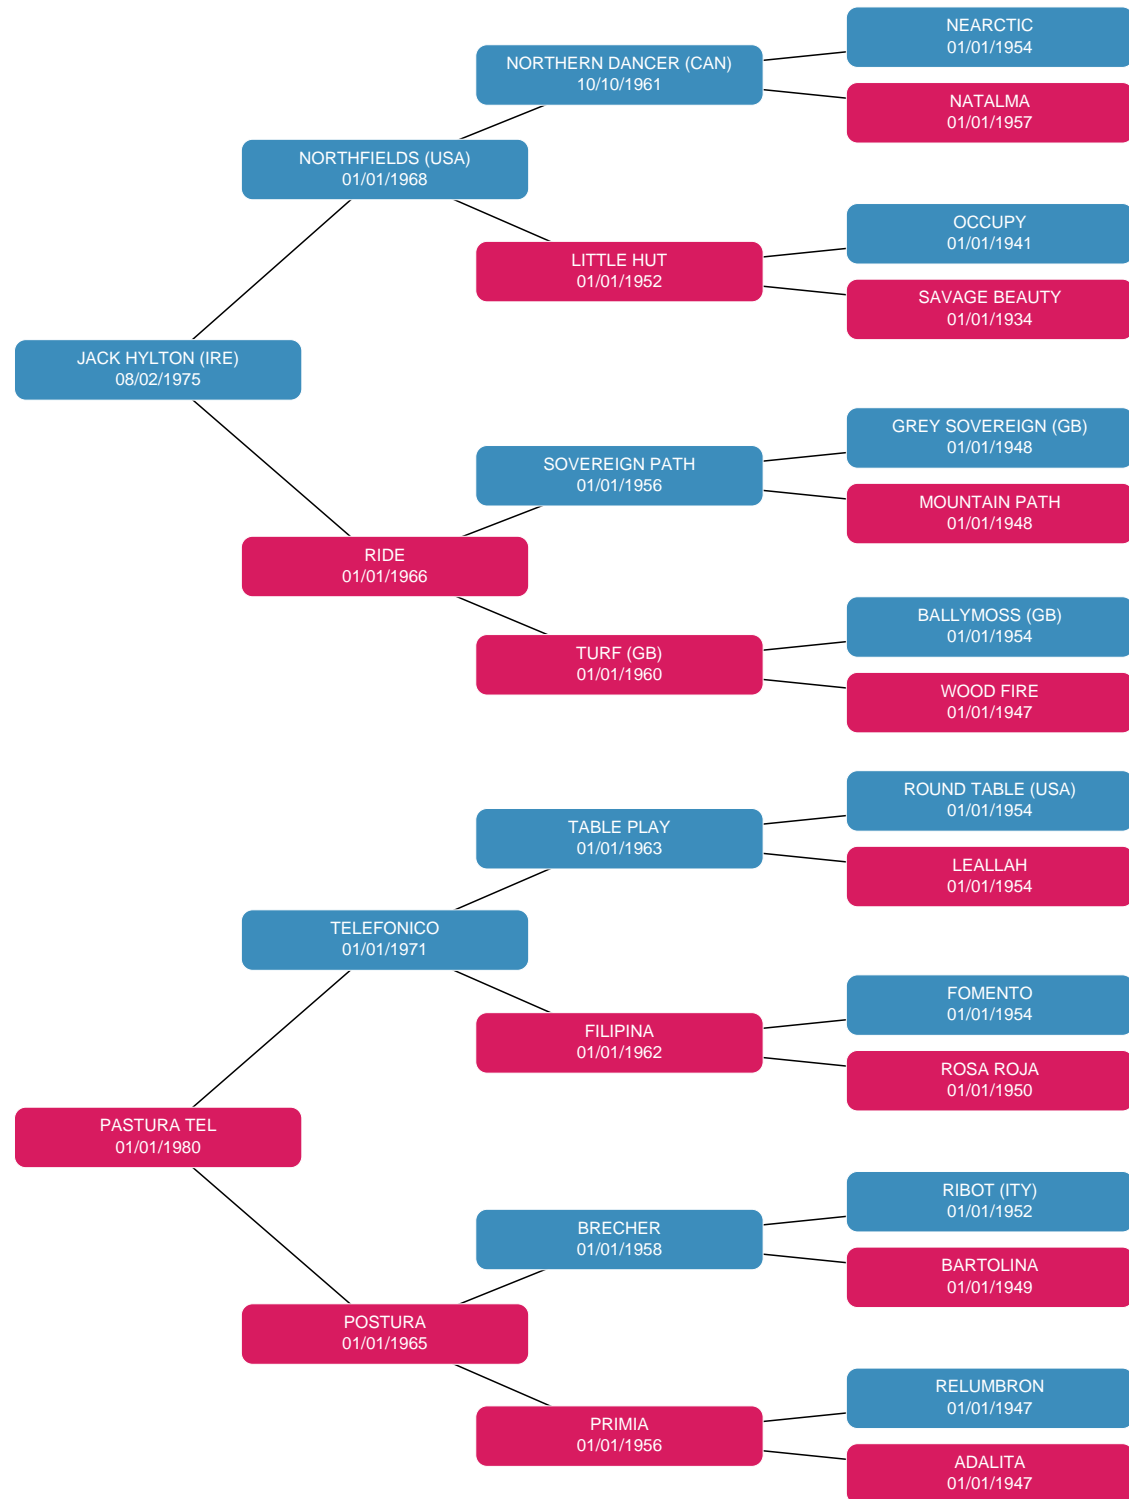 NEARCTIC
01/01/1954
NORTHERN DANCER (CAN)
10/10/1961
NATALMA
01/01/1957
NORTHFIELDS (USA)
01/01/1968
OCCUPY
01/01/1941
LITTLE HUT
01/01/1952
SAVAGE BEAUTY
01/01/1934
JACK HYLTON (IRE)
08/02/1975
GREY SOVEREIGN (GB)
01/01/1948
SOVEREIGN PATH
01/01/1956
MOUNTAIN PATH
01/01/1948
RIDE
01/01/1966
BALLYMOSS (GB)
01/01/1954
TURF (GB)
01/01/1960
WOOD FIRE
01/01/1947
ROUND TABLE (USA)
01/01/1954
TABLE PLAY
01/01/1963
LEALLAH
01/01/1954
TELEFONICO
01/01/1971
FOMENTO
01/01/1954
FILIPINA
01/01/1962
ROSA ROJA
01/01/1950
PASTURA TEL
01/01/1980
RIBOT (ITY)
01/01/1952
BRECHER
01/01/1958
BARTOLINA
01/01/1949
POSTURA
01/01/1965
RELUMBRON
01/01/1947
PRIMIA
01/01/1956
ADALITA
01/01/1947